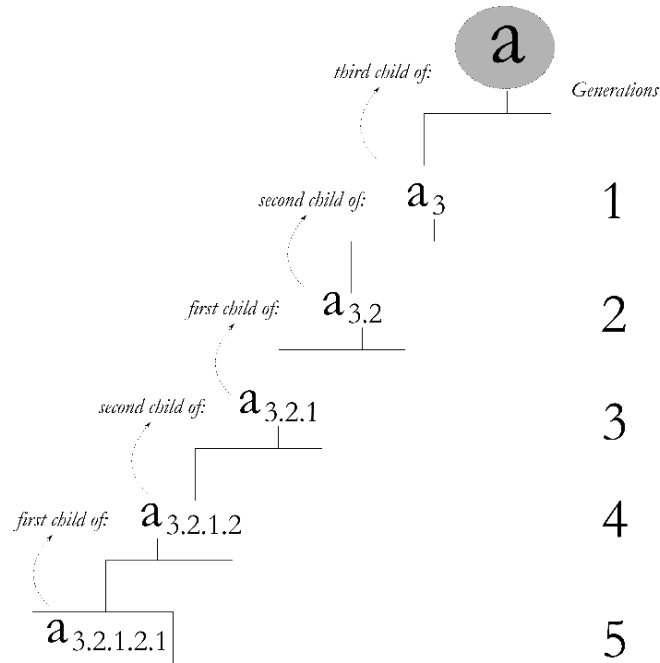 a
third child of:
Generations
second child of:
a3
1
first child of:
a3.2
2
second child of:
a3.2.1
3
first child of:
a3.2.1.2
4
a3.2.1.2.1
5